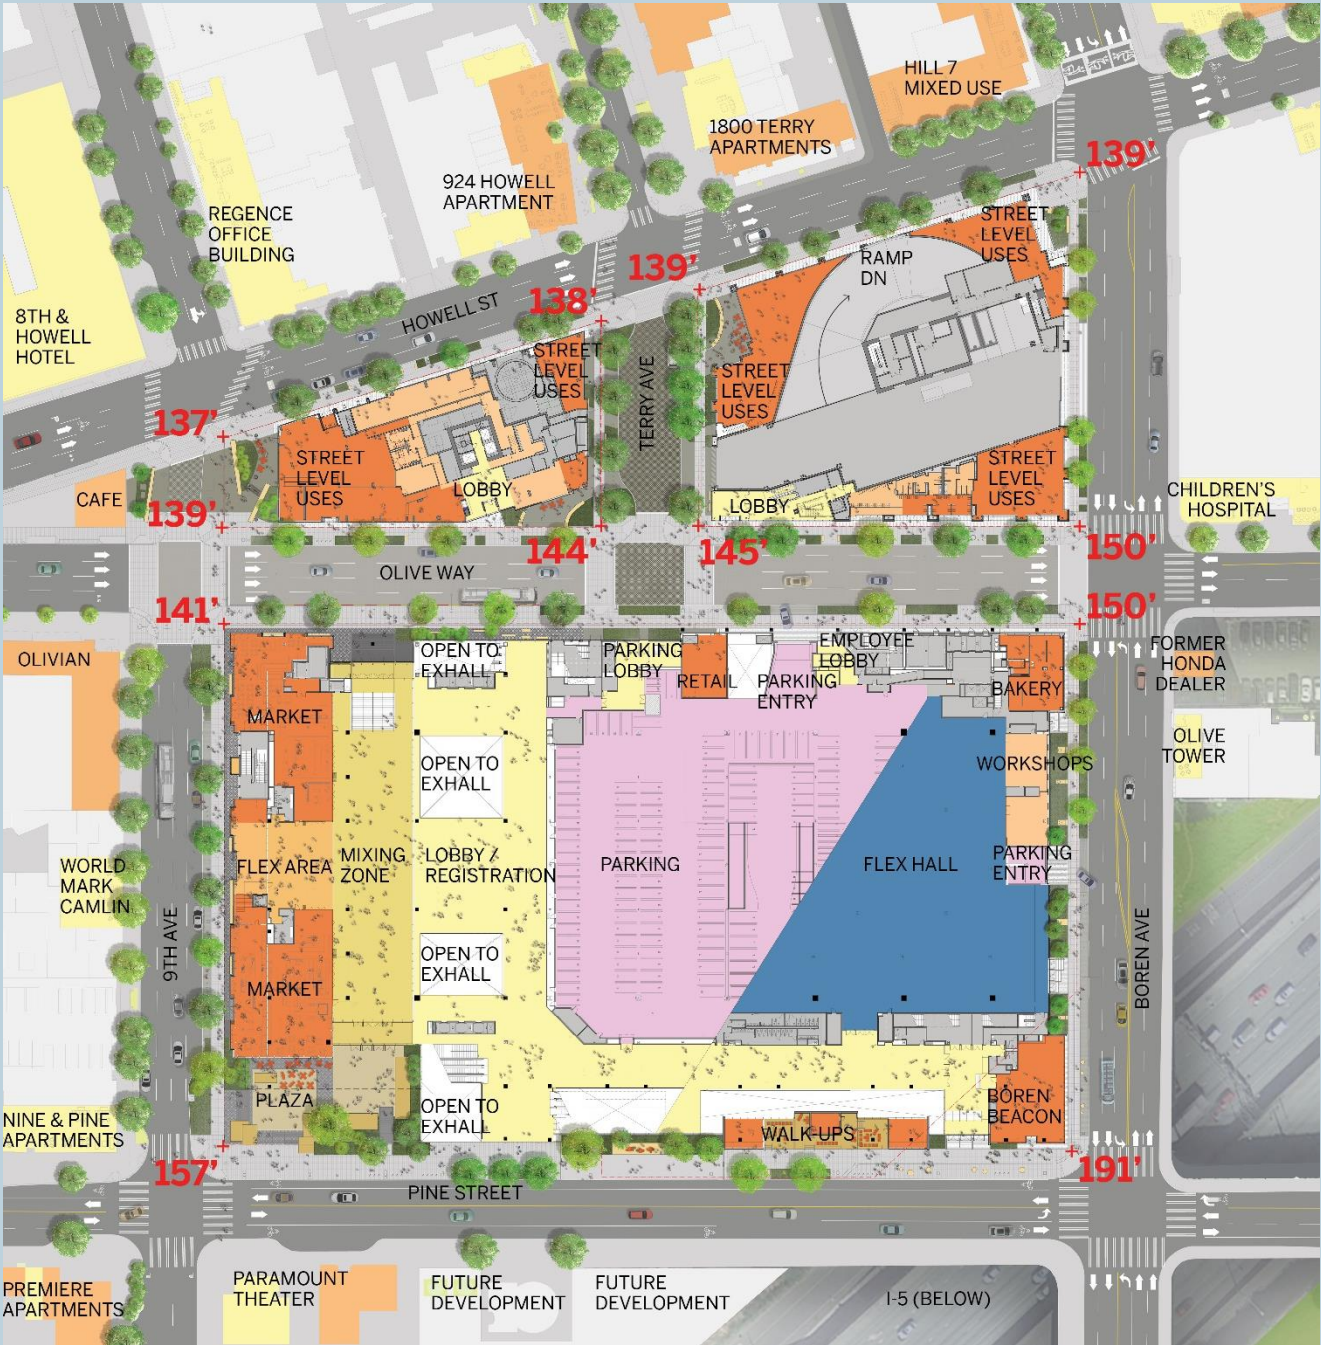 HILL 7
MIXED USE
1800 TERRY
APARTMENTS
139'
924 HOWELL
APARTMENT
REGENCE
OFFICE
BUILDING
STREET
LEVEL
USES
RAMP
DN
139'
138'
8TH &
HOWELL
HOTEL
HOWELL ST
STREET
LEVEL
USES
TERRY AVE
STREET
LEVEL
USES
137'
STREET
LEVEL
USES
LOBBY
STREET
LEVEL
USES
CAFE
139'
LOBBY
CHILDREN'S
HOSPITAL
144'
145'
150'
OLIVE WAY
141'
150'
OLIVIAN
OPEN TO
EXHALL
PARKING
LOBBY
EMPLOYEE
LOBBY
FORMER
HONDA
DEALER
RETAIL
PARKING
ENTRY
BAKERY
MARKET
OPEN TO
EXHALL
WORKSHOPS
OLIVE
TOWER
WORLD
MARK
CAMLIN
FLEX AREA
MIXING
ZONE
LOBBY /
REGISTRATION
PARKING
FLEX HALL
PARKING
ENTRY
9TH AVE
BOREN AVE
MARKET
OPEN TO
EXHALL
PLAZA
OPEN TO
EXHALL
BOREN
BEACON
NINE & PINE
APARTMENTS
WALK-UPS
157'
191'
PINE STREET
PREMIERE
APARTMENTS
PARAMOUNT
THEATER
FUTURE
DEVELOPMENT
FUTURE
DEVELOPMENT
I-5 (BELOW)